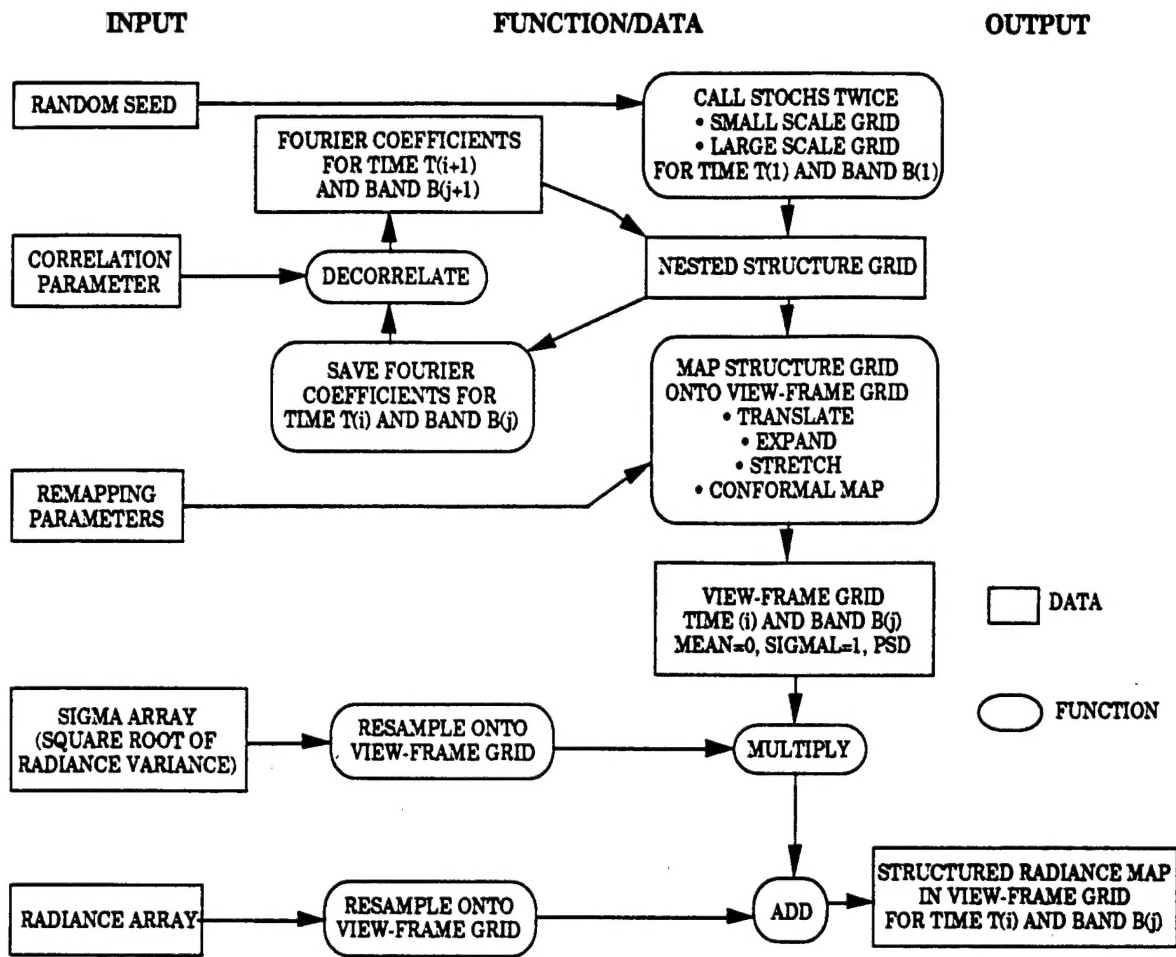 INPUT
FUNCTION/DATA
OUTPUT
RANDOM SEED
CALL STOCHS TWICE
• SMALL SCALE GRID
• LARGE SCALE GRID
FOR TIME T(1) AND BAND B(1)
FOURIER COEFFICIENTS
FOR TIME T(i+1)
AND BAND B(j+1)
CORRELATION
PARAMETER
DECORRELATE
NESTED STRUCTURE GRID
SAVE FOURIER
COEFFICIENTS FOR
TIME T(i) AND BAND B(j)
MAP STRUCTURE GRID
ONTO VIEW-FRAME GRID
• TRANSLATE
• EXPAND
• STRETCH
• CONFORMAL MAP
REMAPPING
PARAMETERS
VIEW-FRAME GRID
TIME (i) AND BAND B(j)
MEAN=0, SIGMAL=1, PSD
DATA
FUNCTION
SIGMA ARRAY
(SQUARE ROOT OF
RADIANCE VARIANCE)
RESAMPLE ONTO
VIEW-FRAME GRID
MULTIPLY
RADIANCE ARRAY
RESAMPLE ONTO
VIEW-FRAME GRID
ADD
STRUCTURED RADIANCE MAP
IN VIEW-FRAME GRID
FOR TIME T(i) AND BAND B(j)